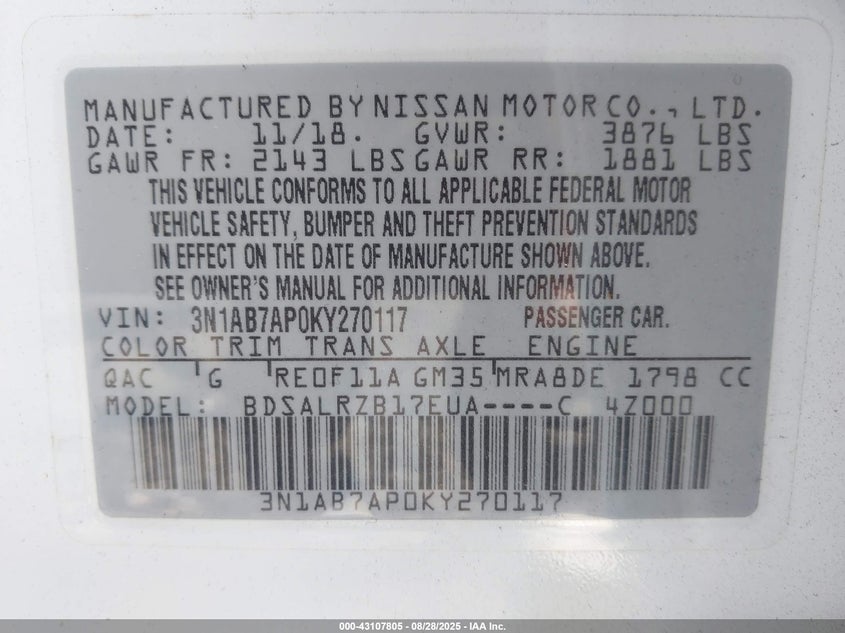 MANUFACTURED BY NISSAN MOTOR CO., LTD.
DATE: 11/18. GVWR: 3876 LBS
GAWR FR: 2143 LBS GAWR RR: 1881 LBS
THIS VEHICLE CONFORMS TO ALL APPLICABLE FEDERAL MOTOR
VEHICLE SAFETY, BUMPER AND THEFT PREVENTION STANDARDS
IN EFFECT ON THE DATE OF MANUFACTURE SHOWN ABOVE.
SEE OWNER'S MANUAL FOR ADDITIONAL INFORMATION.
VIN: 3N1AB7AP0KY270117 PASSENGER CAR.
COLOR TRIM TRANS AXLE ENGINE
QAC G RE0F11A GM35 MRA8DE 1798 CC
MODEL: BDSALRZB17EUA----C 4Z000
3N1AB7AP0KY270117
000-43107805 - 08/28/2025 - IAA Inc.